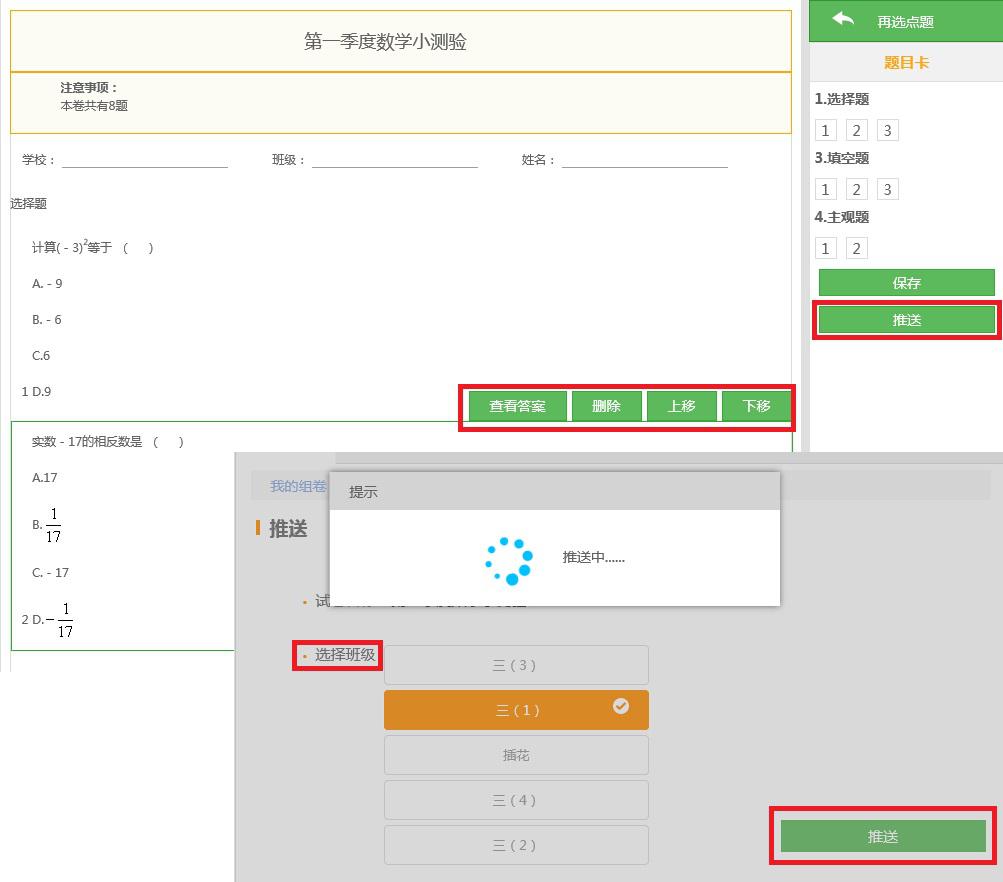 第一季度数学小测验
注意事项：
本卷共有8题
学校：
班级：
姓名：
选择题
计算( - 3)²等于 （ ）
A. - 9
B. - 6
C.6
1 D.9
查看答案
删除
上移
下移
实数 - 17的相反数是 （ ）
A.17
B. 1/17
C. - 17
2 D.－1/17
再选点题
题目卡
1.选择题
1 2 3
3.填空题
1 2 3
4.主观题
1 2
保存
推送
我的组卷
推送
提示
推送中......
选择班级
三（3）
三（1）
插花
三（4）
三（2）
推送